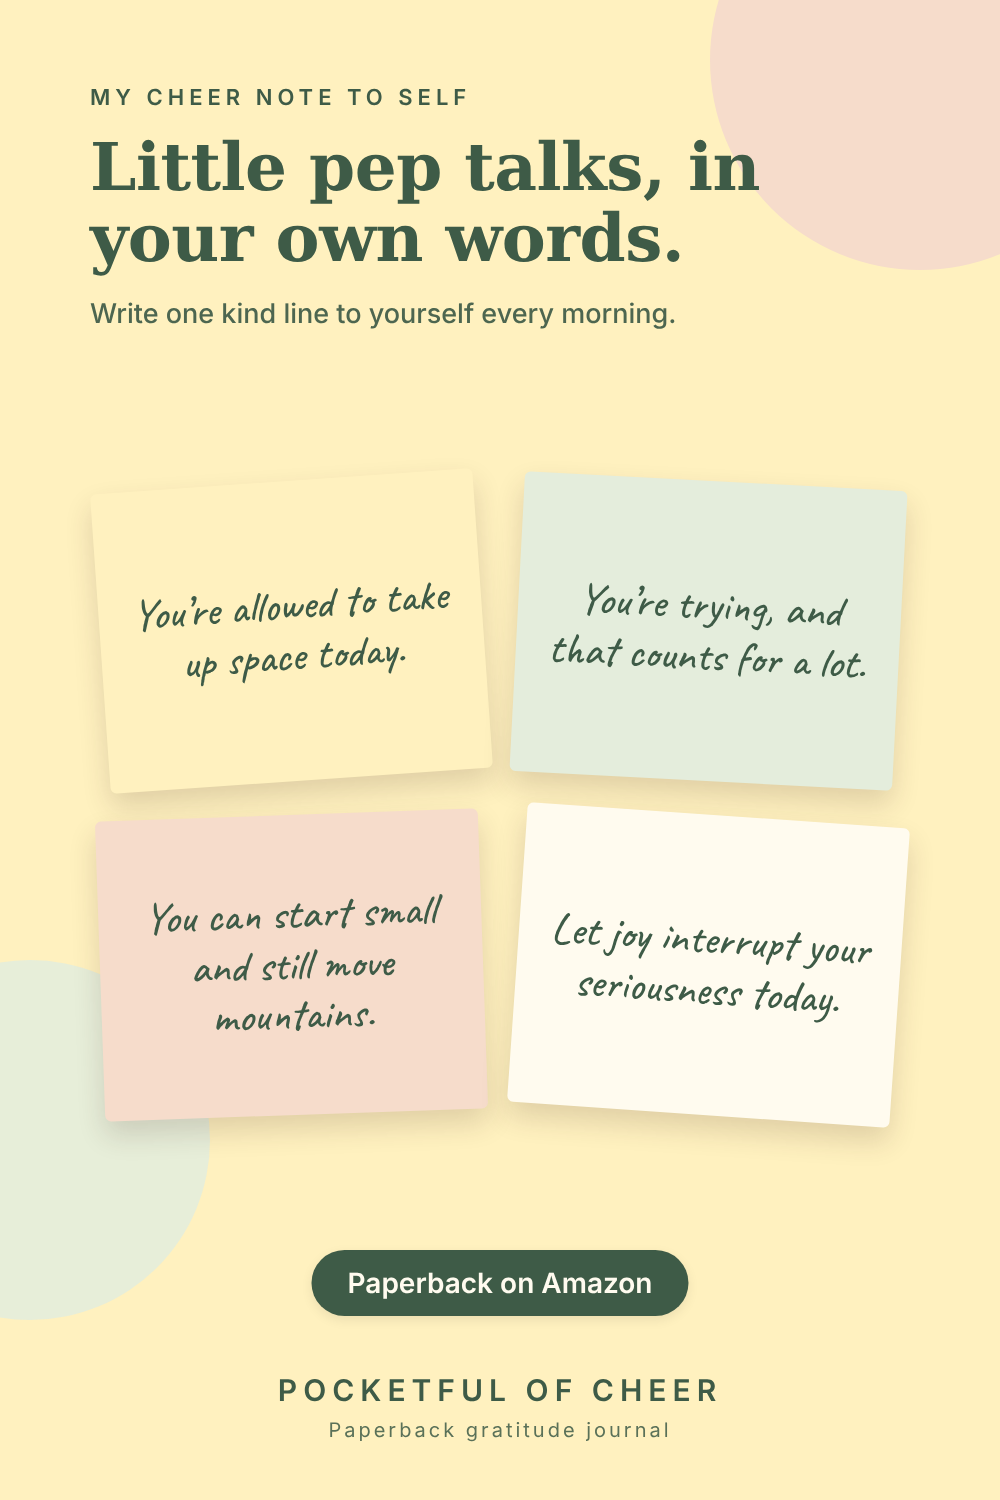 MY CHEER NOTE TO SELF
Little pep talks, in
your own words.
Write one kind line to yourself every morning.
You’re allowed to take
up space today.
You’re trying, and
that counts for a lot.
You can start small
and still move
mountains.
Let joy interrupt your
seriousness today.
Paperback on Amazon
POCKETFUL OF CHEER
Paperback gratitude journal